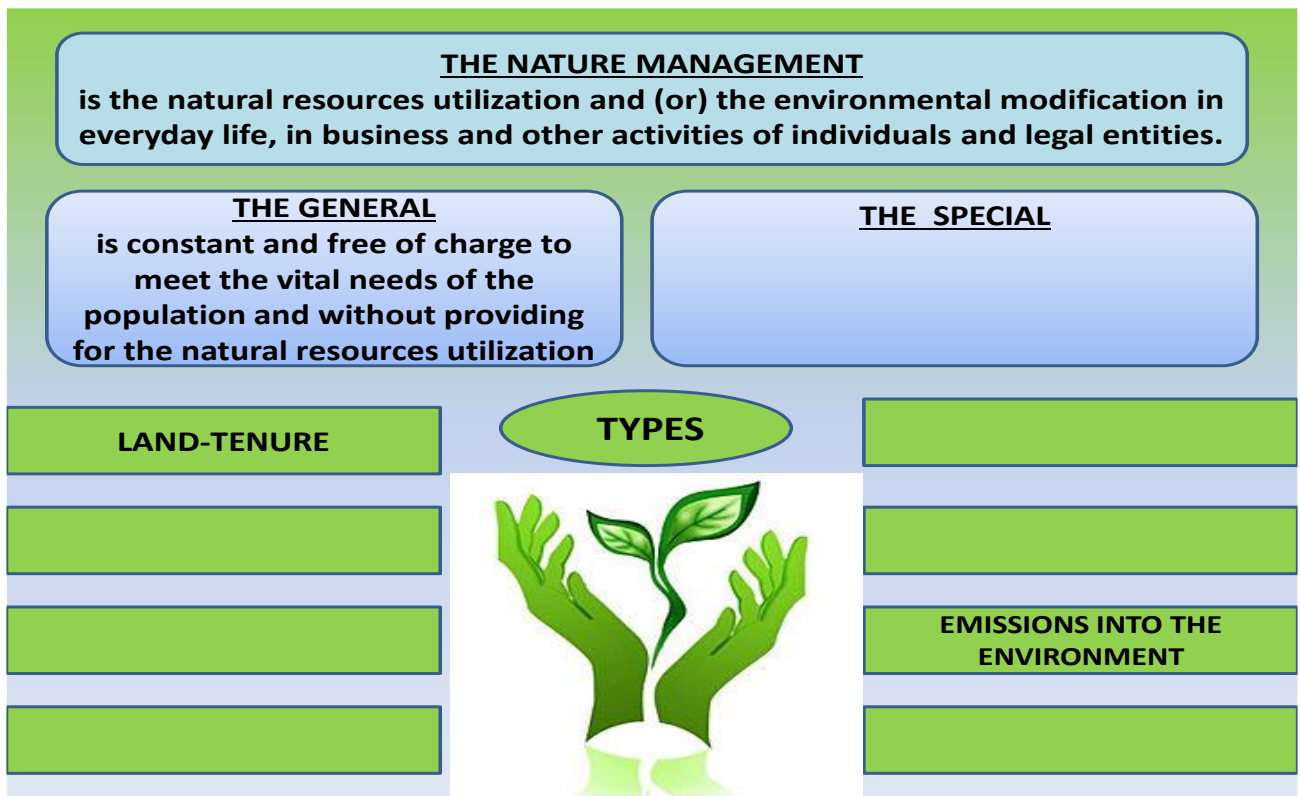 THE NATURE MANAGEMENT
is the natural resources utilization and (or) the environmental modification in
everyday life, in business and other activities of individuals and legal entities.
THE GENERAL
is constant and free of charge to
meet the vital needs of the
population and without providing
for the natural resources utilization
THE SPECIAL
TYPES
LAND-TENURE
EMISSIONS INTO THE
ENVIRONMENT